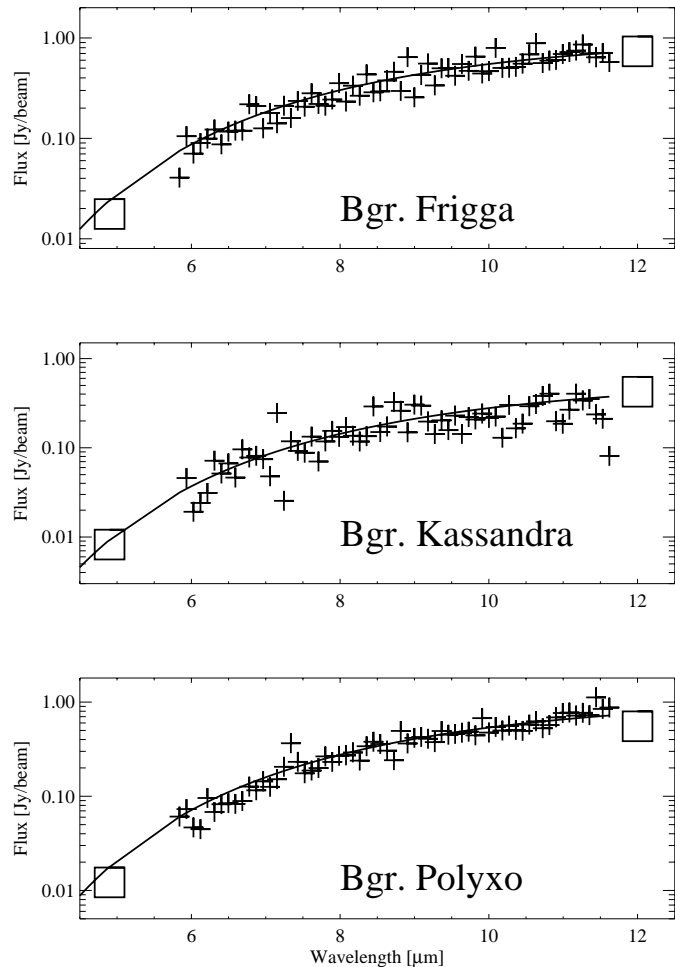 1.00
0.10
0.01
Flux [Jy/beam]
Bgr. Frigga
6 8 10 12
1.00
0.10
0.01
Flux [Jy/beam]
Bgr. Kassandra
6 8 10 12
1.00
0.10
0.01
Flux [Jy/beam]
Bgr. Polyxo
6 8 10 12
Wavelength [μm]